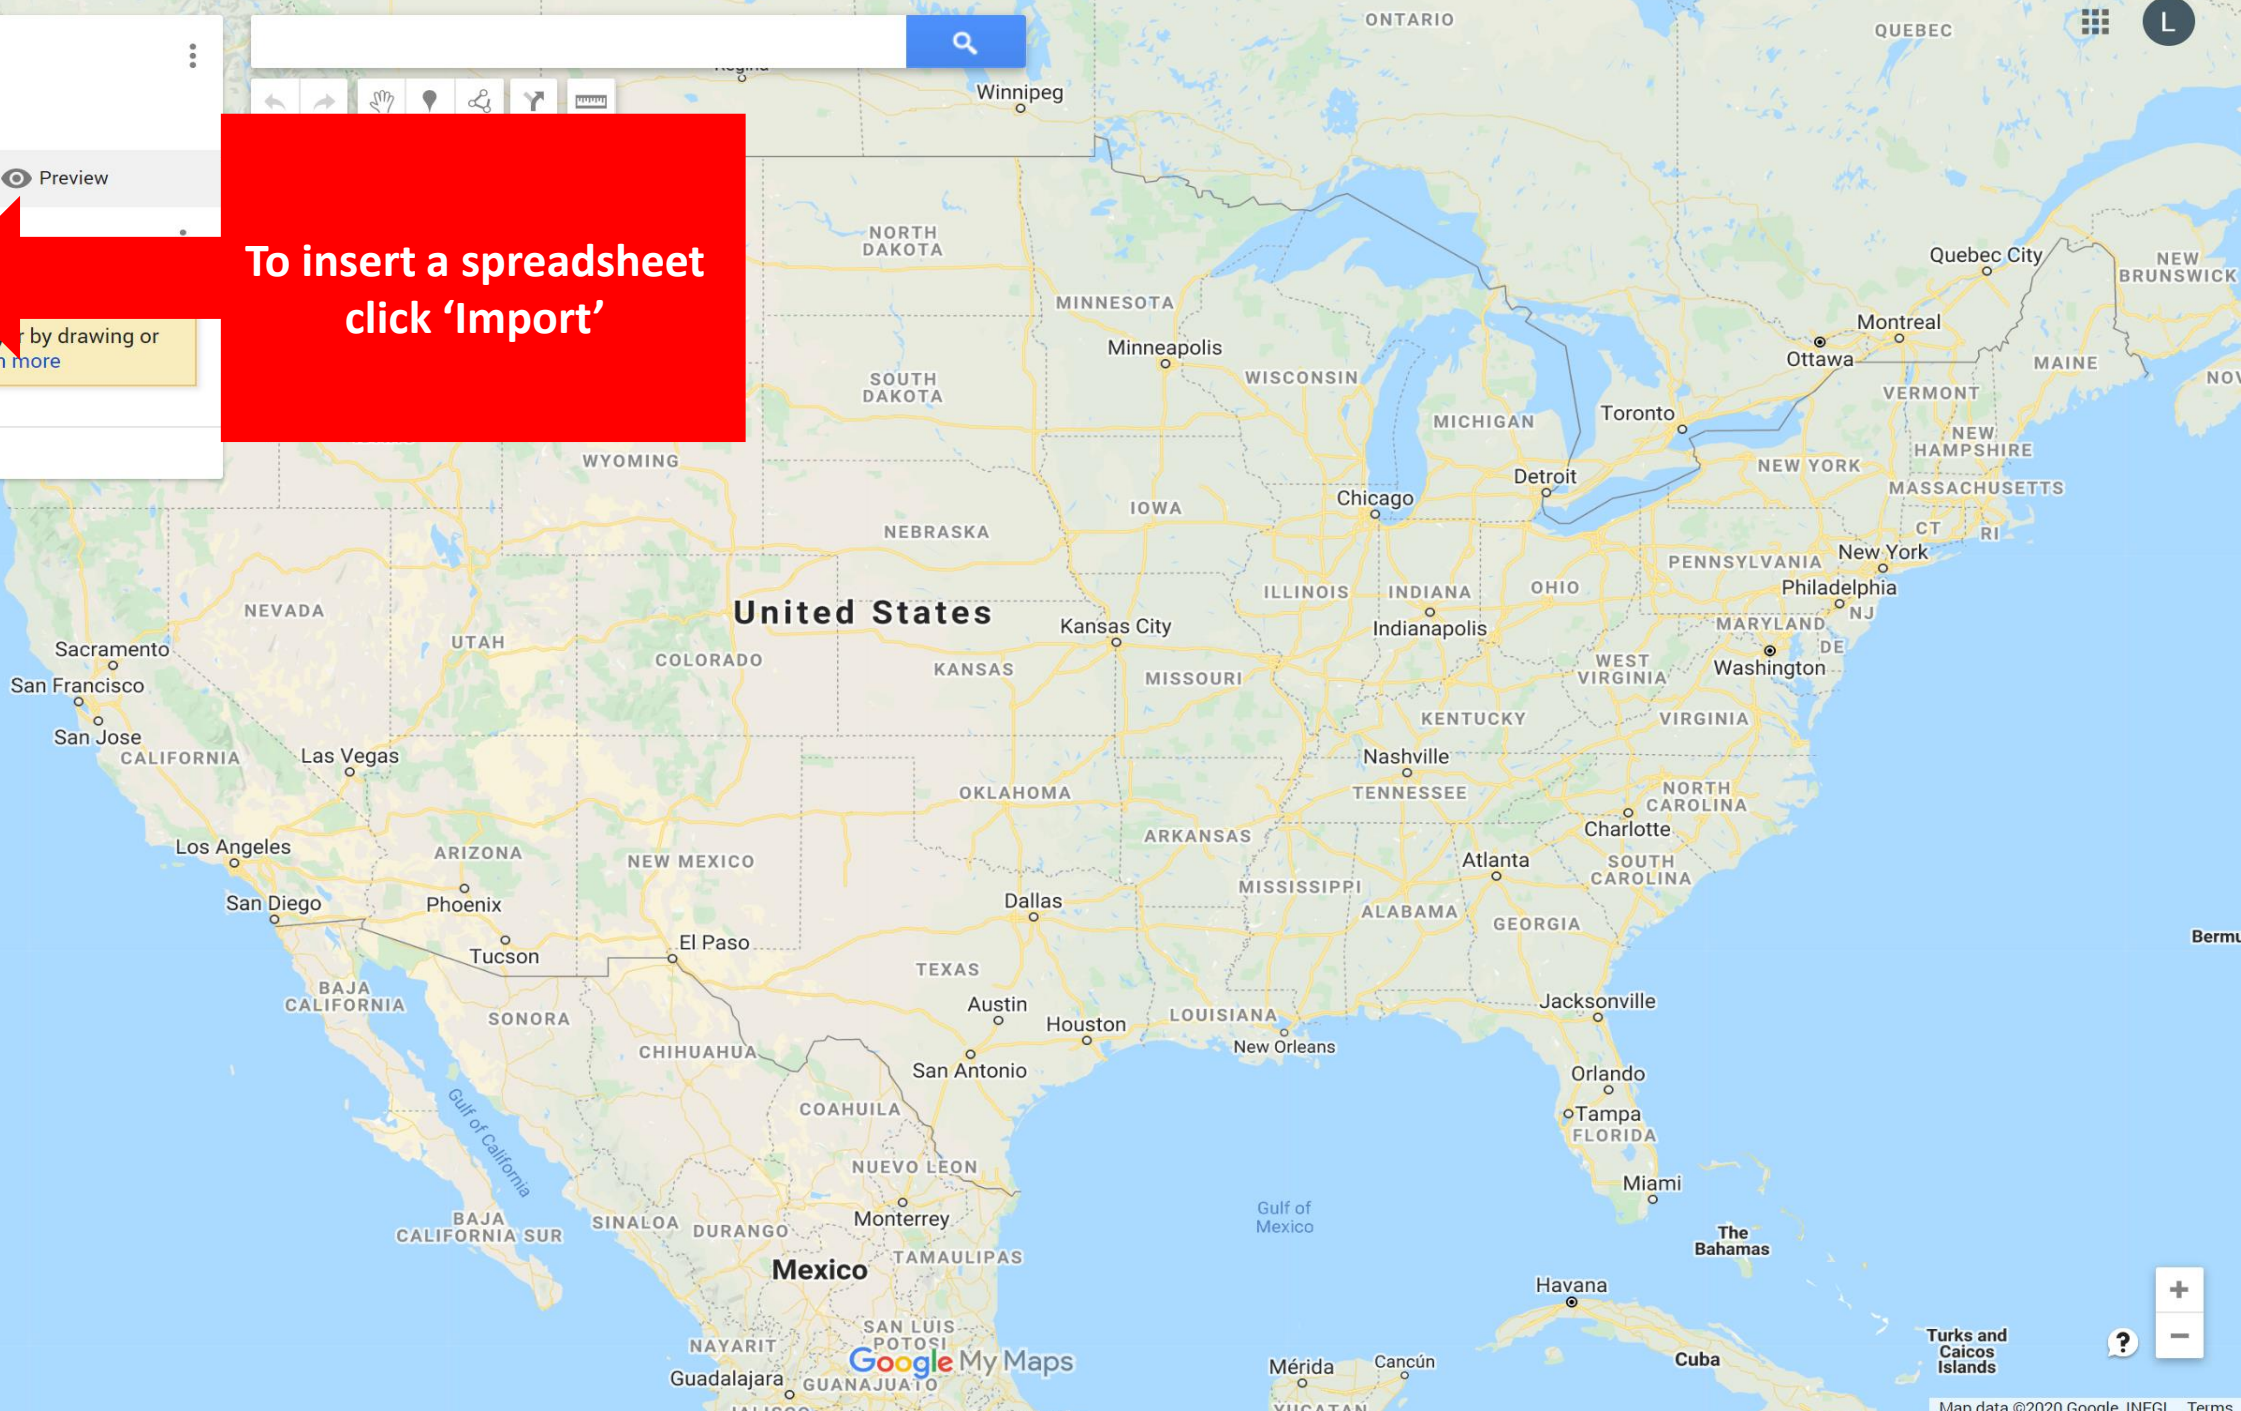 ONTARIO
QUEBEC
L
Winnipeg
Preview
To insert a spreadsheet
click ‘Import’
NORTH
DAKOTA
Quebec City
NEW
BRUNSWICK
MINNESOTA
Montreal
by drawing or
more
Minneapolis
Ottawa
WISCONSIN
MAINE
SOUTH
DAKOTA
VERMONT
MICHIGAN
Toronto
NEW
HAMPSHIRE
WYOMING
NEW YORK
Detroit
MASSACHUSETTS
Chicago
IOWA
NEBRASKA
CT
RI
New York
PENNSYLVANIA
Philadelphia
ILLINOIS
INDIANA
OHIO
NEVADA
United States
NJ
Kansas City
Indianapolis
MARYLAND
UTAH
DE
Sacramento
COLORADO
KANSAS
MISSOURI
WEST
VIRGINIA
Washington
San Francisco
KENTUCKY
VIRGINIA
San Jose
CALIFORNIA
Las Vegas
Nashville
OKLAHOMA
TENNESSEE
NORTH
CAROLINA
Charlotte
ARKANSAS
Los Angeles
ARIZONA
NEW MEXICO
Atlanta
SOUTH
CAROLINA
MISSISSIPPI
San Diego
Phoenix
Dallas
ALABAMA
GEORGIA
El Paso
Tucson
TEXAS
BAJA
CALIFORNIA
Austin
Jacksonville
SONORA
Houston
LOUISIANA
New Orleans
CHIHUAHUA
San Antonio
Orlando
COAHUILA
Tampa
FLORIDA
Gulf of California
NUEVO LEON
Miami
Gulf of
Mexico
BAJA
CALIFORNIA SUR
SINALOA
DURANGO
Monterrey
The
Bahamas
TAMAULIPAS
Mexico
Havana
SAN LUIS
POTOSI
NAYARIT
Google My Maps
Turks and
Caicos
Islands
Mérida
Cancún
Cuba
Guadalajara
GUANAJUATO
YUCATAN
Map data ©2020 Google, INEGI Terms